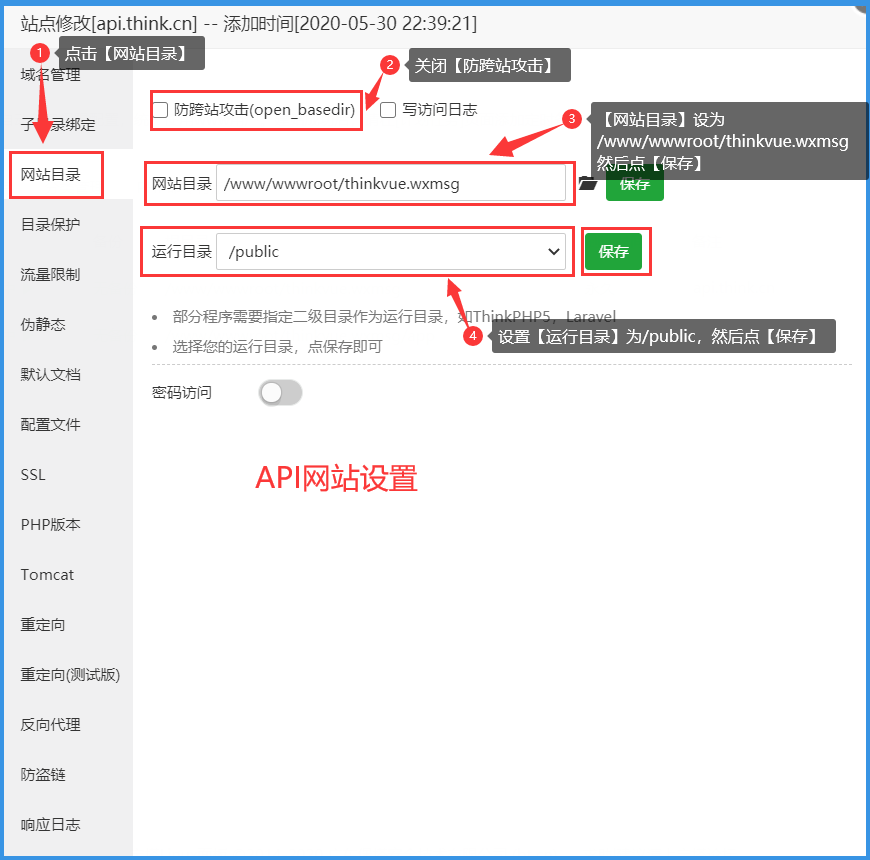 站点修改[api.think.cn] -- 添加时间[2020-05-30 22:39:21]
1 点击【网站目录】
域名管理
2 关闭【防跨站攻击】
防跨站攻击(open_basedir) 写访问日志
子目录绑定
3 【网站目录】设为
/www/wwwroot/thinkvue.wxmsg
然后点【保存】
网站目录
网站目录 /www/wwwroot/thinkvue.wxmsg 保存
目录保护
运行目录 /public 保存
流量限制
部分程序需要指定二级目录作为运行目录，如ThinkPHP5，Laravel
伪静态
4 设置【运行目录】为/public，然后点【保存】
选择您的运行目录，点保存即可
默认文档
密码访问
配置文件
API网站设置
SSL
PHP版本
Tomcat
重定向
重定向(测试版)
反向代理
防盗链
响应日志